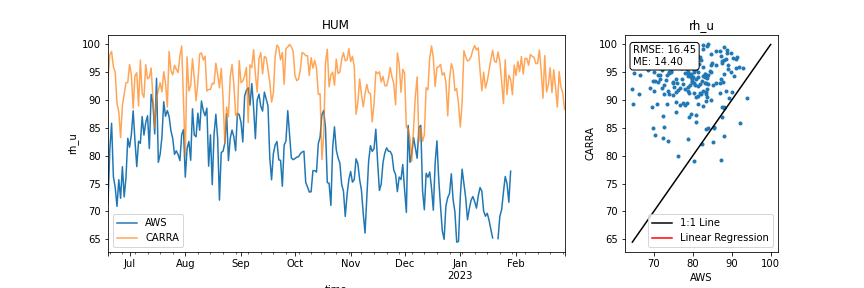 HUM
rh_u
100
95
90
85
80
75
70
65
rh_u
AWS
CARRA
Jul
Aug
Sep
Oct
Nov
Dec
Jan
2023
Feb
time
rh_u
RMSE: 16.45
ME: 14.40
100
95
90
85
80
75
70
65
CARRA
1:1 Line
Linear Regression
70
80
90
100
AWS